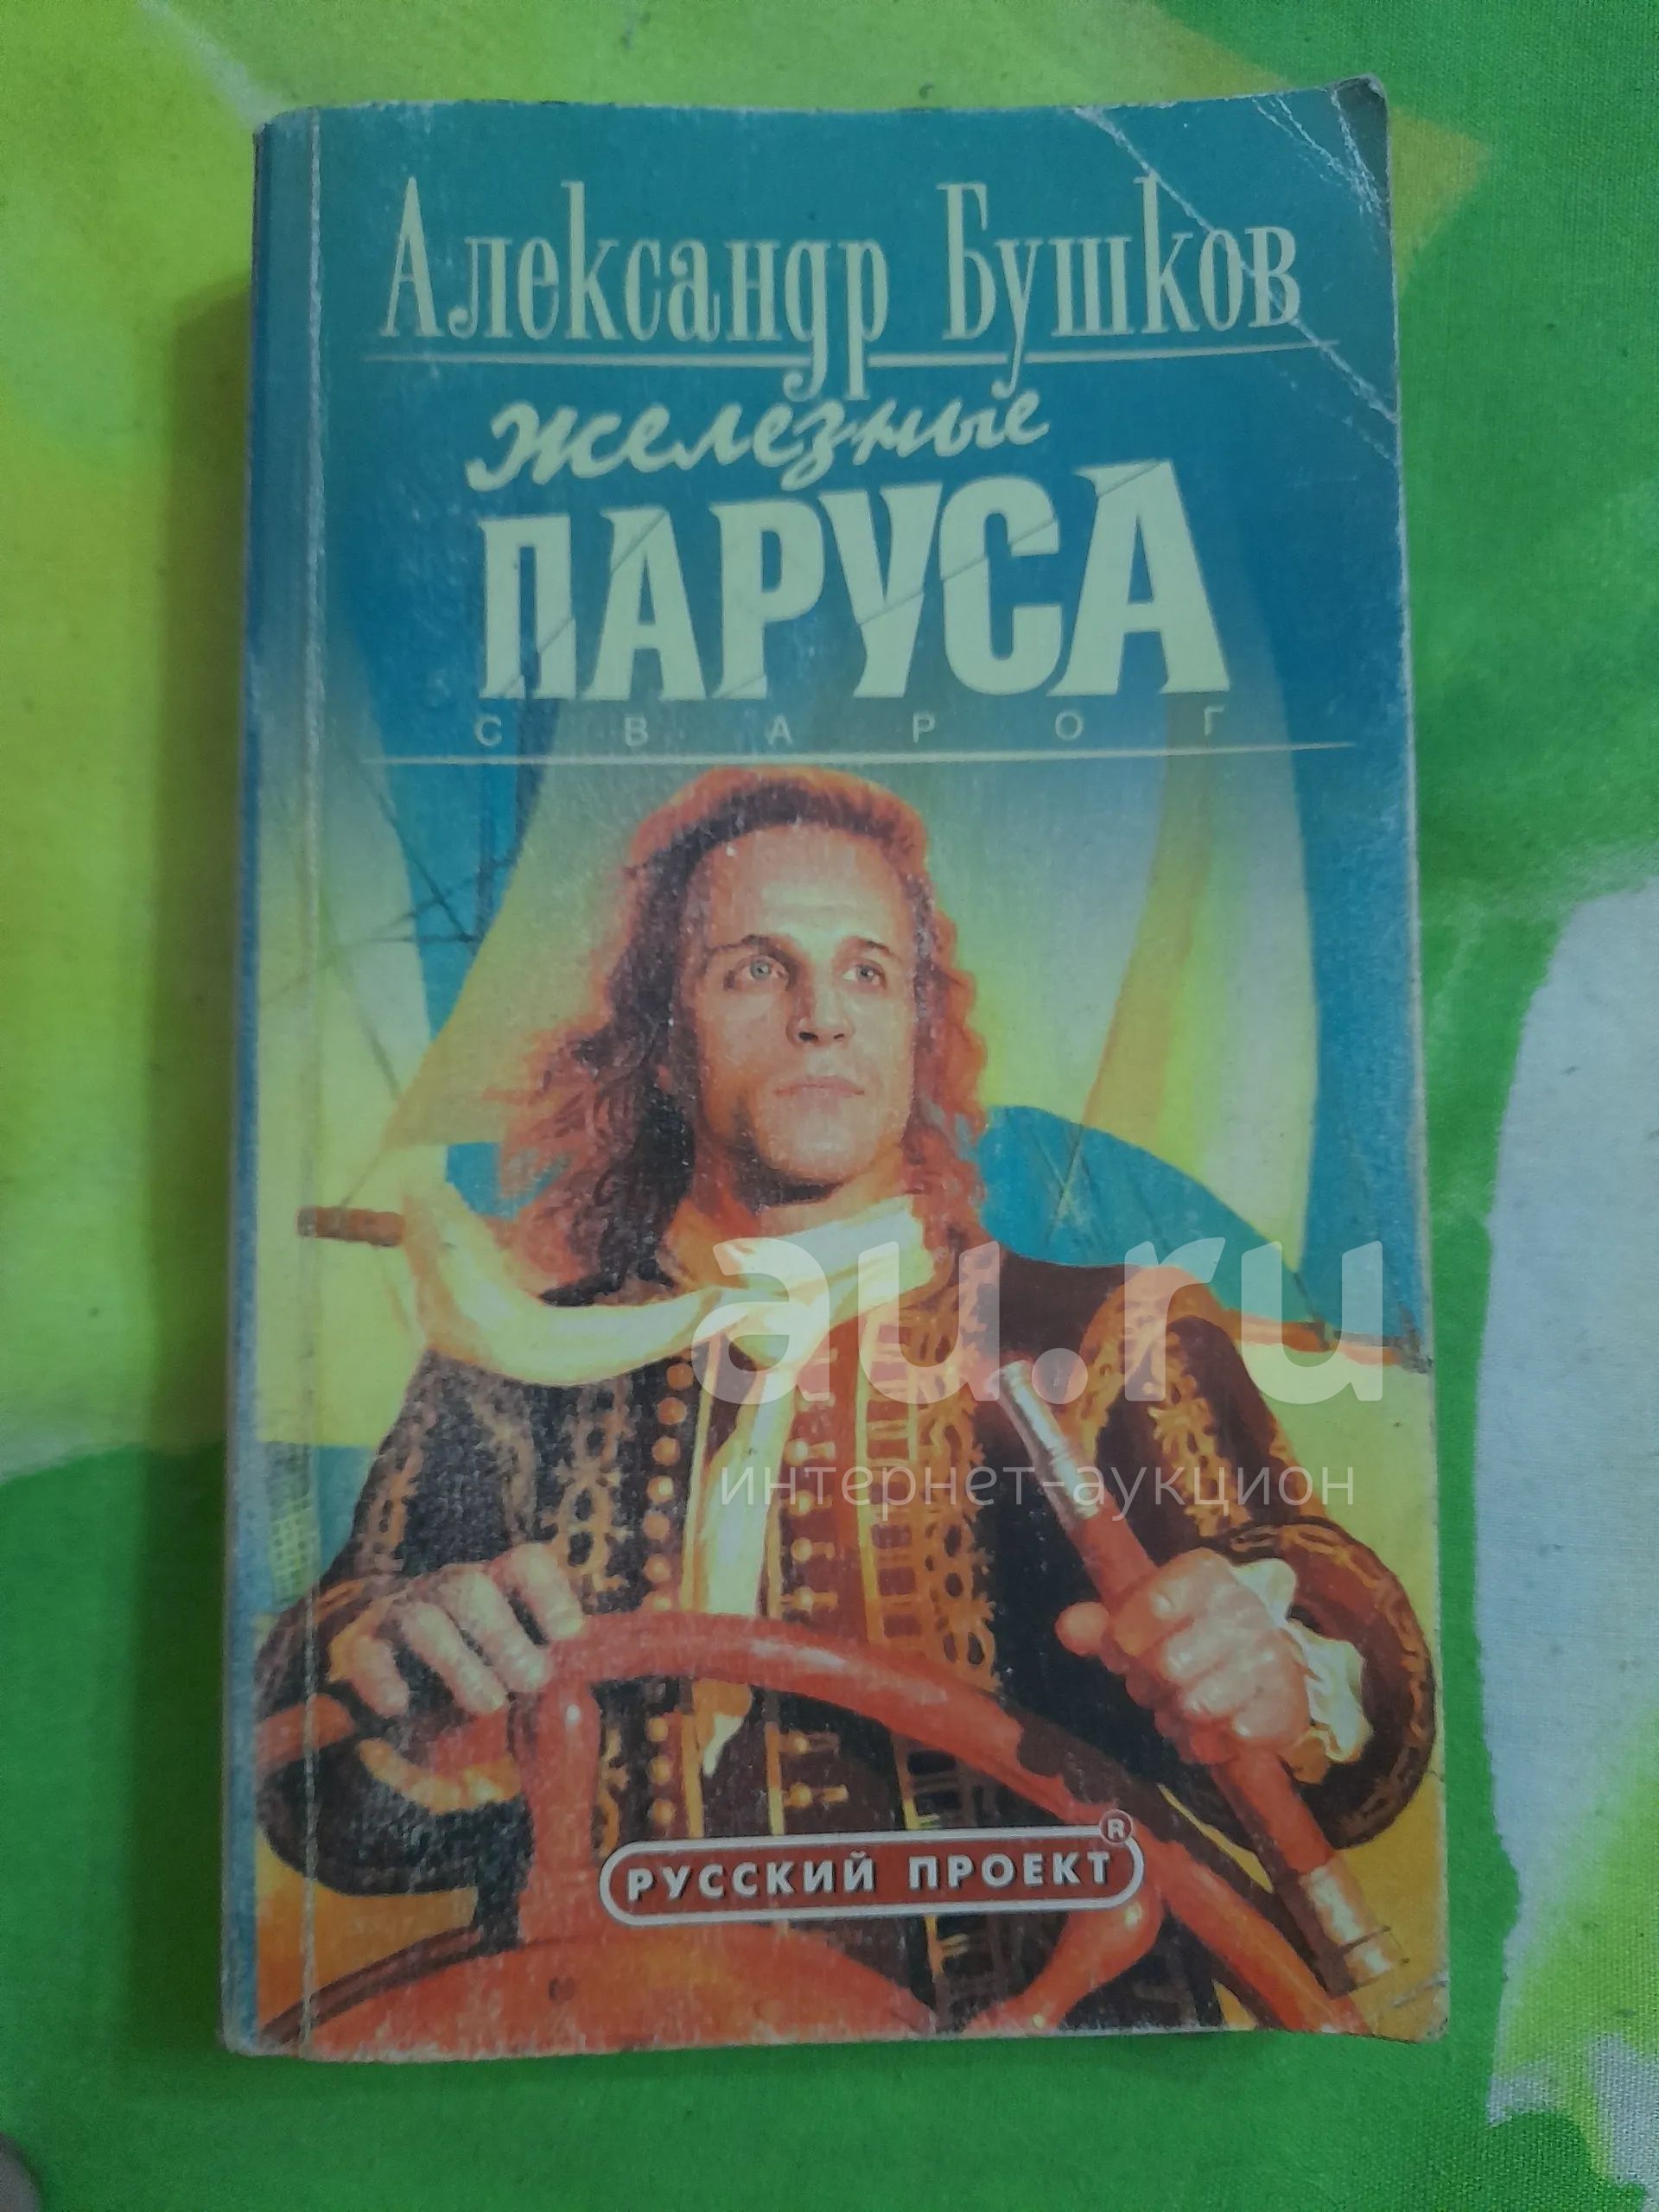 Александр Бушков
Железные
ПАРУСА
СВАРОГ
au.ru
интернет-аукцион
РУССКИЙ ПРОЕКТ ®